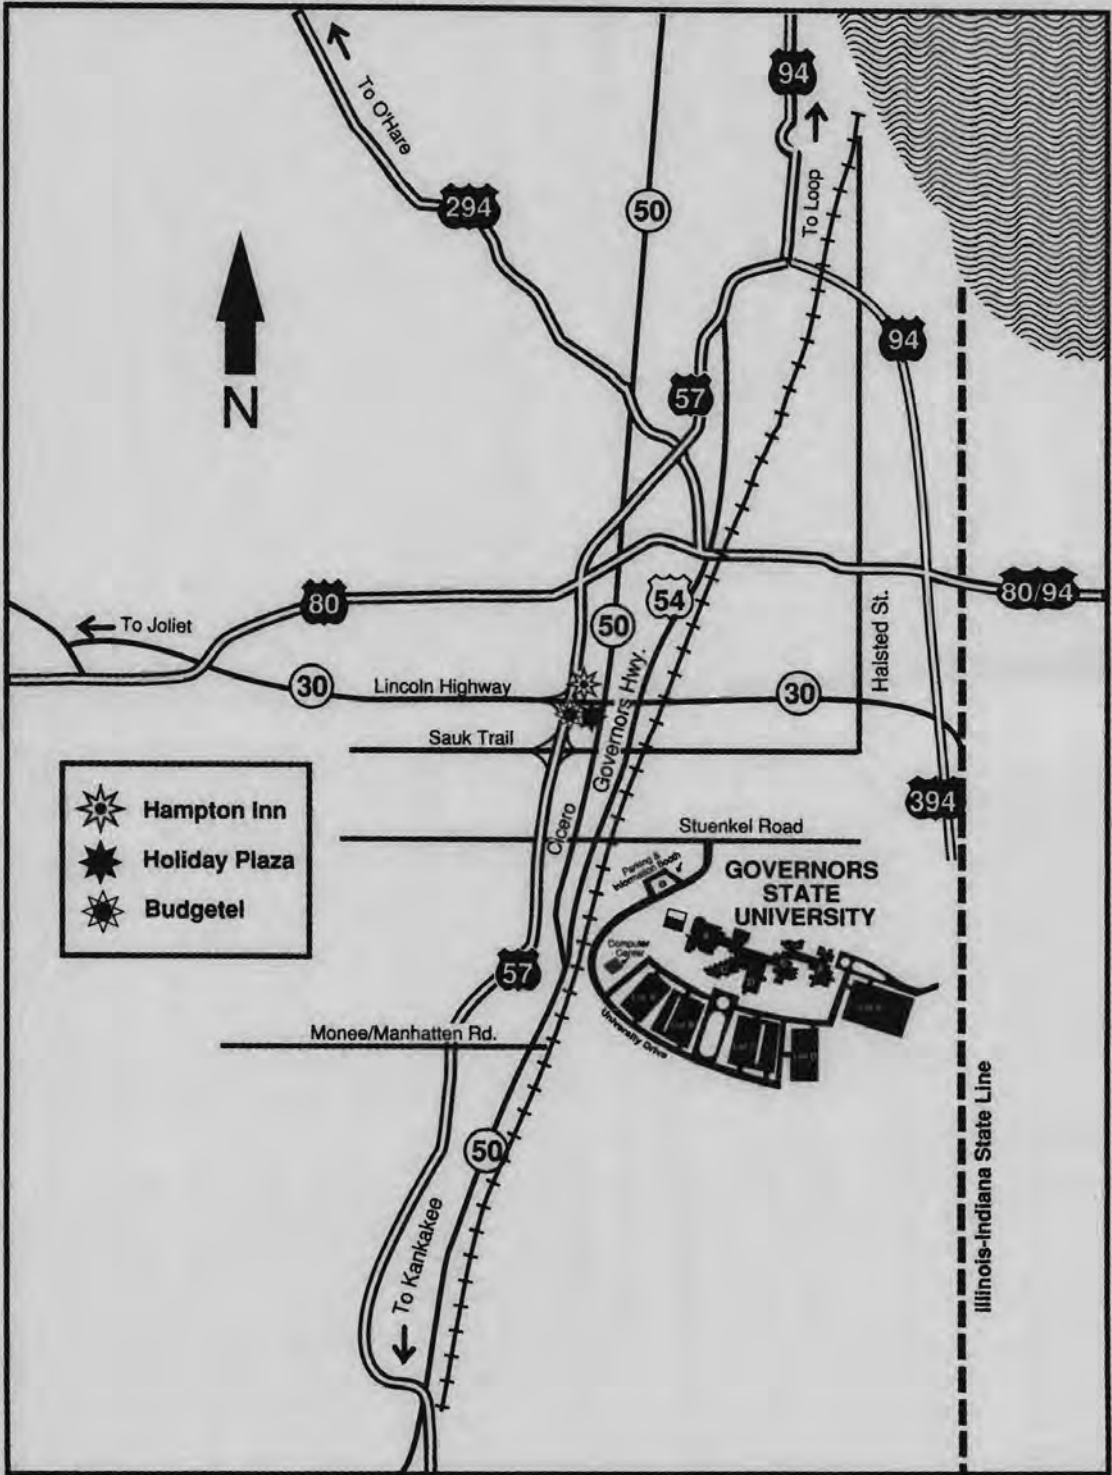 94
To O'Hare
To Loop
294
50
N
94
57
80
To Joliet
54
50
80/94
30
Lincoln Highway
30
Halsted St.
Sauk Trail
Governors Hwy.
Hampton Inn
Holiday Plaza
Budgetel
394
Cicero
Stuenkel Road
Parking &
Information Booth
GOVERNORS
STATE
UNIVERSITY
Computer
Center
57
University Drive
Monee/Manhatten Rd.
50
To Kankakee
Illinois-Indiana State Line